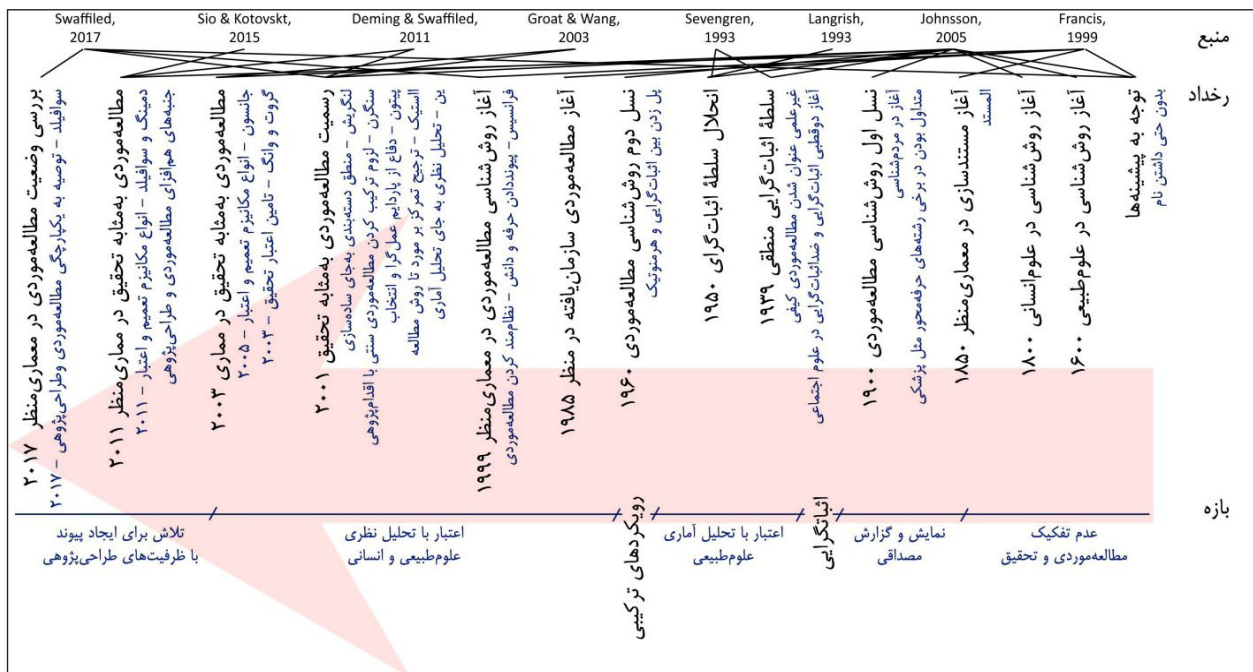 Swaffiled,
2017
Sio & Kotovskt,
2015
Deming & Swaffiled,
2011
Groat & Wang,
2003
Sevengren,
1993
Langrish,
1993
Johnsson,
2005
Francis,
1999
منبع
رخداد
توجه به پیشینه‌ها
بدون حتی داشتن نام
آغاز روش‌شناسی در علوم‌طبیعی ۱۶۰۰
آغاز روش‌شناسی در علوم‌انسانی ۱۸۰۰
آغاز مستندسازی در معماری‌منظر ۱۸۵۰
المستد
نسل اول روش‌شناسی مطالعه‌موردی ۱۹۰۰
متداول بودن در برخی رشته‌های حرفه‌محور مثل پزشکی
آغاز در مردم‌شناسی
سلطهٔ اثبات‌گرایی منطقی ۱۹۳۹
غیرعلمی عنوان شدن مطالعه‌موردی کیفی
آغاز دوقطبی اثبات‌گرایی و ضداثبات‌گرایی در علوم اجتماعی
انحلال سلطهٔ اثبات‌گرای ۱۹۵۰
نسل دوم روش‌شناسی مطالعه‌موردی ۱۹۶۰
پل زدن بین اثبات‌گرایی و هرمنوتیک
آغاز مطالعه‌موردی سازمان‌یافته در منظر ۱۹۸۵
آغاز روش‌شناسی مطالعه‌موردی در معماری‌منظر ۱۹۹۹
فرانسیس - پیونددادن حرفه و دانش - نظام‌مند کردن مطالعه‌موردی
رسمیت مطالعه‌موردی به‌مثابه تحقیق ۲۰۰۱
لنگریش - منطق دسته‌بندی به‌جای ساده‌سازی
سنگرن - لزوم ترکیب کردن مطالعه‌موردی سنتی با اقدام‌پژوهی
پیتون - دفاع از پاردایم عمل‌گرا و انتخاب
استیک - ترجیح تمرکز بر مورد تا روش مطالعه
ین - تحلیل نظری به جای تحلیل آماری
مطالعه‌موردی به‌مثابه تحقیق در معماری ۲۰۰۳
جانسون - انواع مکانیزم تعمیم و اعتبار - ۲۰۰۵
گروت و وانگ - تامین اعتبار تحقیق - ۲۰۰۳
مطالعه‌موردی به‌مثابه تحقیق در مماری‌منظر ۲۰۱۱
دمینگ و سوافیلد - انواع مکانیزم تعمیم و اعتبار - ۲۰۱۱
جنبه‌های هم‌افزای مطالعه‌موردی و طراحی‌پژوهی
بررسی وضعیت مطالعه‌موردی در معماری‌منظر ۲۰۱۷
سوافیلد - توصیه به یکپارچگی مطالعه‌موردی وطراحی‌پژوهی - ۲۰۱۷
بازه
عدم تفکیک
مطالعه‌موردی و تحقیق
نمایش و گزارش
مصداقی
اثباتگرایی
اعتبار با تحلیل آماری
علوم‌طبیعی
رویکردهای ترکیبی
اعتبار با تحلیل نظری
علوم‌طبیعی و انسانی
تلاش برای ایجاد پیوند
با ظرفیت‌های طراحی‌پژوهی